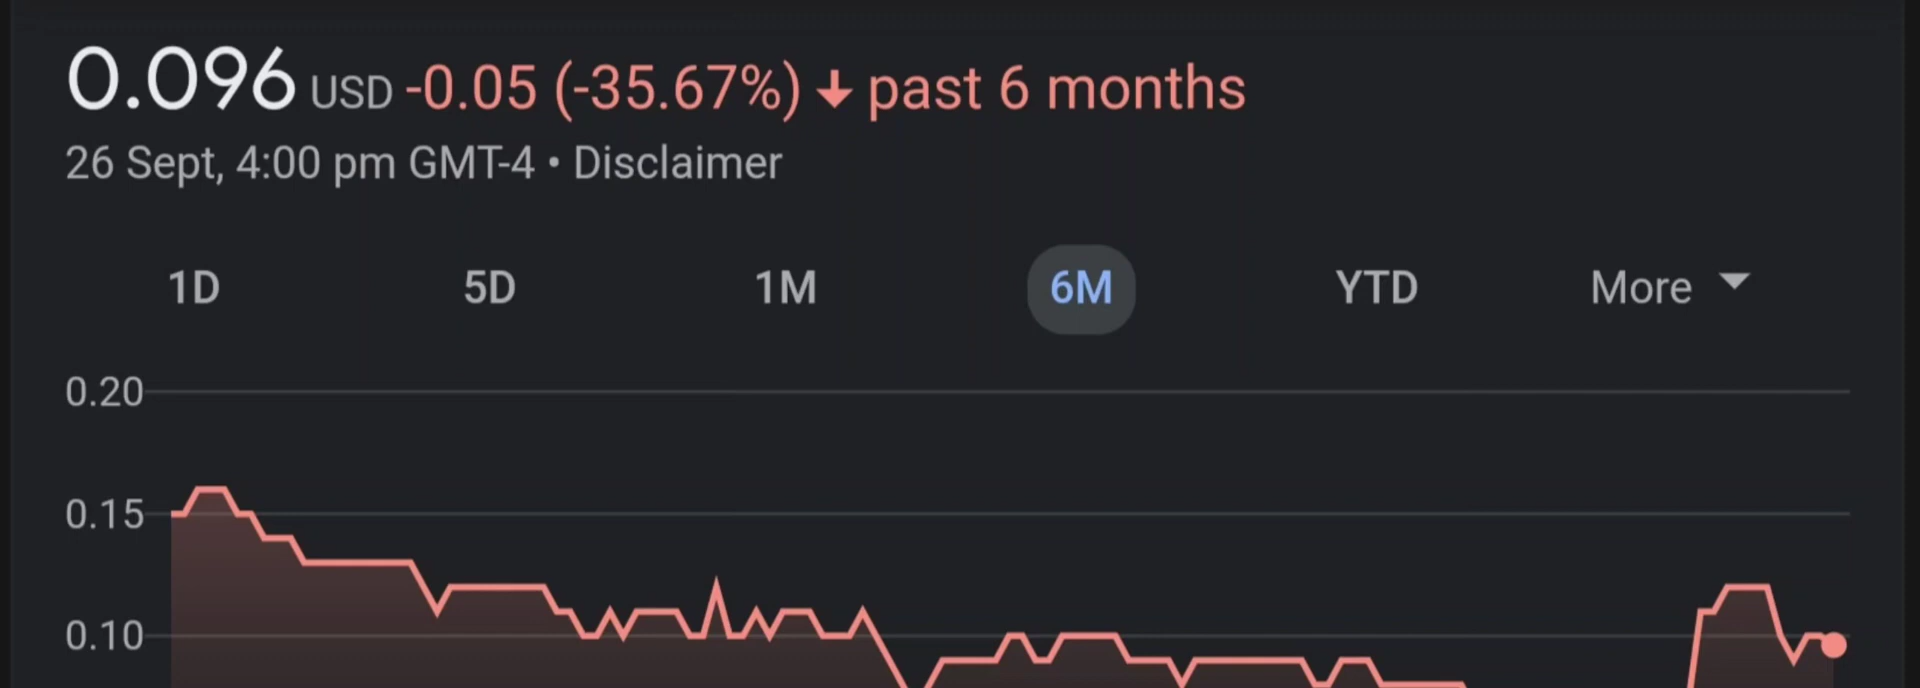 0.096 USD -0.05 (-35.67%) ↓ past 6 months
26 Sept, 4:00 pm GMT-4 • Disclaimer
1D 5D 1M 6M YTD More
0.20
0.15
0.10